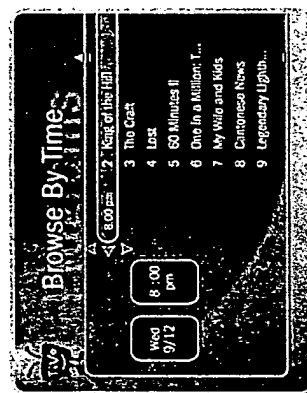 TiVo
Browse By Time
Wed
9/12
8:00
pm
8:00 pm
2 King of the Hill
3 The Craft
4 Lost
5 60 Minutes II
6 One in a Million: T...
7 My Wife and Kids
8 Cantonese News
9 Legendary Lighth...